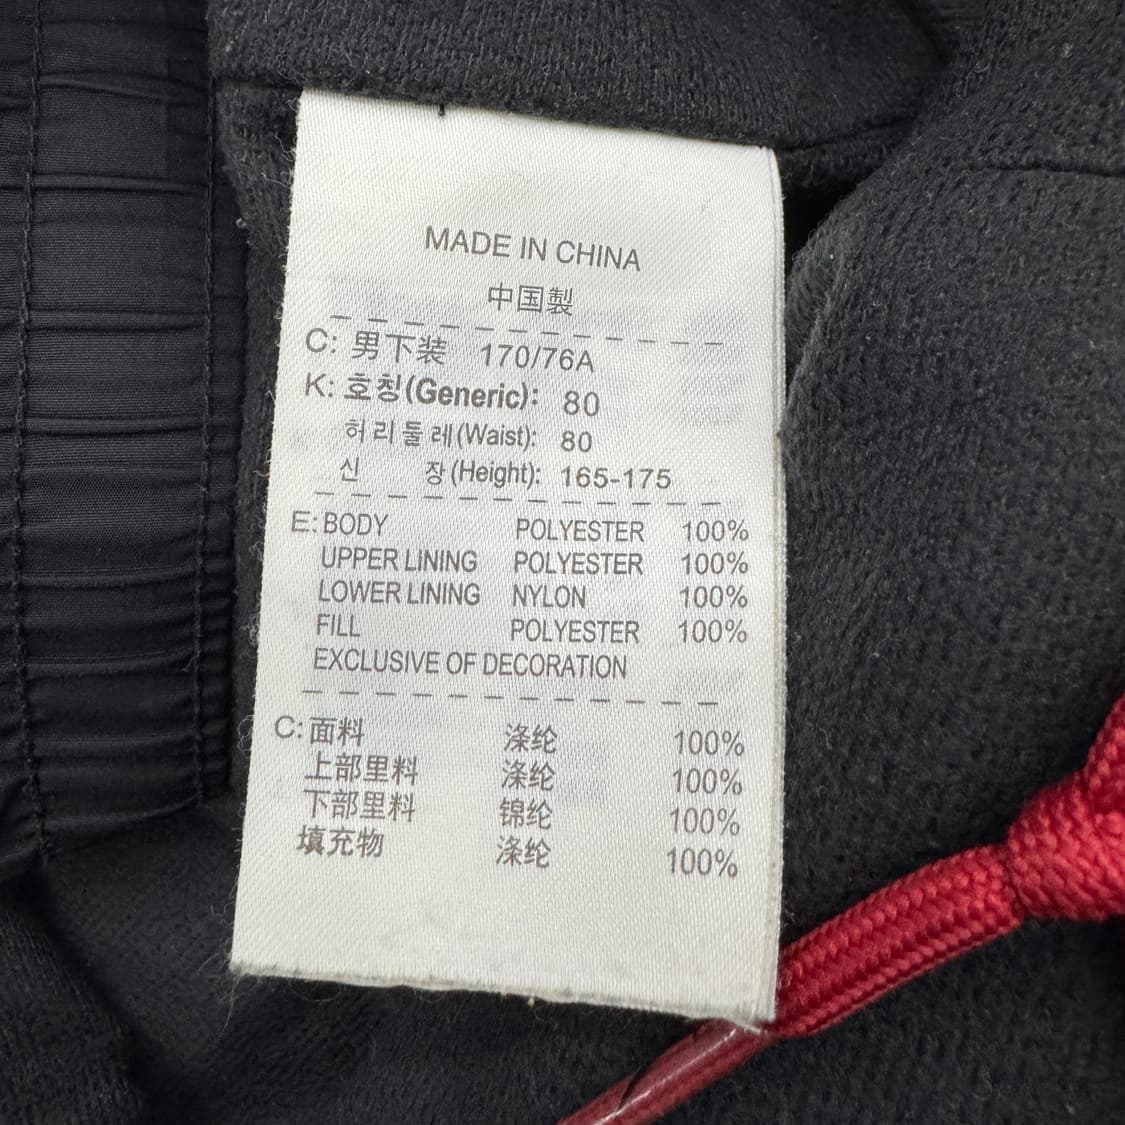 MADE IN CHINA
中国製
C: 男下装 170/76A
K: 호칭(Generic): 80
허리둘레(Waist): 80
신 장(Height): 165-175
E: BODY POLYESTER 100%
UPPER LINING POLYESTER 100%
LOWER LINING NYLON 100%
FILL POLYESTER 100%
EXCLUSIVE OF DECORATION
C: 面料 涤纶 100%
上部里料 涤纶 100%
下部里料 锦纶 100%
填充物 涤纶 100%